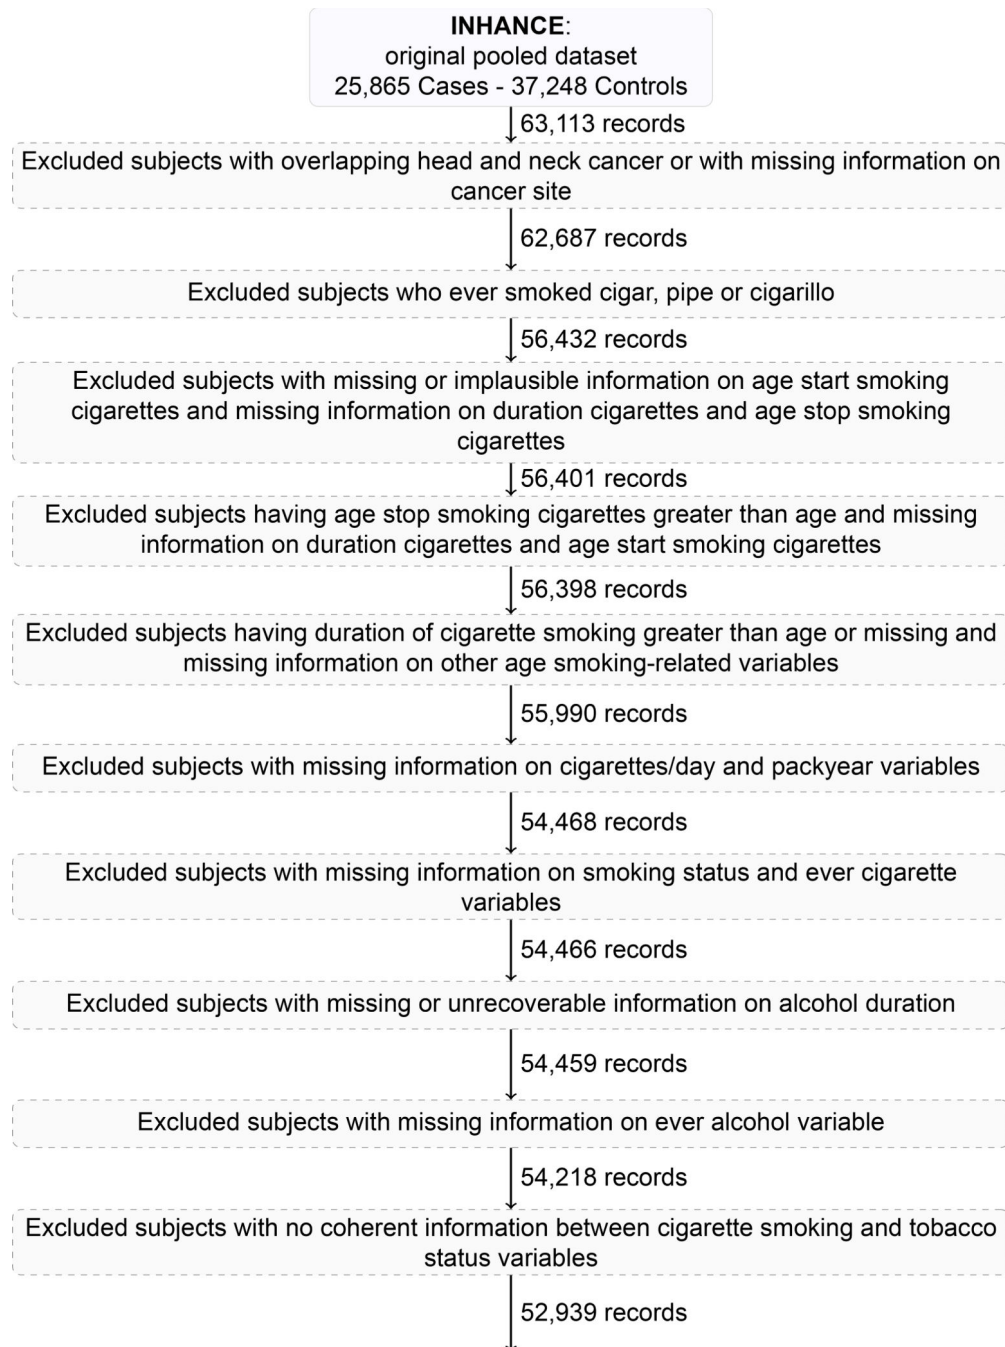 INHANCE:
original pooled dataset
25,865 Cases - 37,248 Controls
63,113 records
Excluded subjects with overlapping head and neck cancer or with missing information on
cancer site
62,687 records
Excluded subjects who ever smoked cigar, pipe or cigarillo
56,432 records
Excluded subjects with missing or implausible information on age start smoking
cigarettes and missing information on duration cigarettes and age stop smoking
cigarettes
56,401 records
Excluded subjects having age stop smoking cigarettes greater than age and missing
information on duration cigarettes and age start smoking cigarettes
56,398 records
Excluded subjects having duration of cigarette smoking greater than age or missing and
missing information on other age smoking-related variables
55,990 records
Excluded subjects with missing information on cigarettes/day and packyear variables
54,468 records
Excluded subjects with missing information on smoking status and ever cigarette
variables
54,466 records
Excluded subjects with missing or unrecoverable information on alcohol duration
54,459 records
Excluded subjects with missing information on ever alcohol variable
54,218 records
Excluded subjects with no coherent information between cigarette smoking and tobacco
status variables
52,939 records